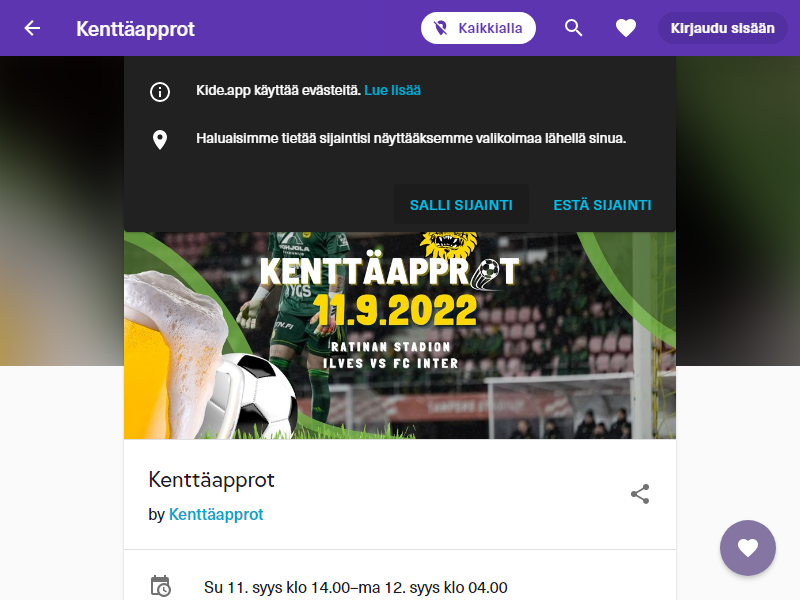 Kenttäapprot
Kaikkialla
Kirjaudu sisään
Kide.app käyttää evästeitä. Lue lisää
Haluaisimme tietää sijaintisi näyttääksemme valikoimaa lähellä sinua.
SALLI SIJAINTI
ESTÄ SIJAINTI
POHJOLA
KENTTÄAPPROT
11.9.2022
RATINAN STADION
ILVES VS FC INTER
Kenttäapprot
by Kenttäapprot
Su 11. syys klo 14.00–ma 12. syys klo 04.00